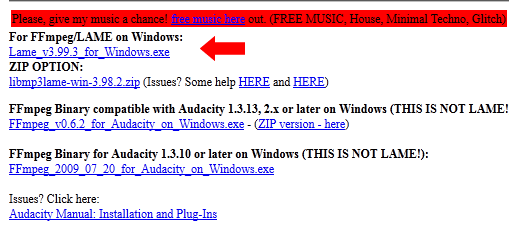 Please, give my music a chance! free music here out. (FREE MUSIC, House, Minimal Techno, Glitch)
For FFmpeg/LAME on Windows:
Lame_v3.99.3_for_Windows.exe
ZIP OPTION:
libmp3lame-win-3.98.2.zip (Issues? Some help HERE and HERE)
FFmpeg Binary compatible with Audacity 1.3.13, 2.x or later on Windows (THIS IS NOT LAME!
FFmpeg_v0.6.2_for_Audacity_on_Windows.exe - (ZIP version - here)
FFmpeg Binary for Audacity 1.3.10 or later on Windows (THIS IS NOT LAME!):
FFmpeg_2009_07_20_for_Audacity_on_Windows.exe
Issues? Click here:
Audacity Manual: Installation and Plug-Ins